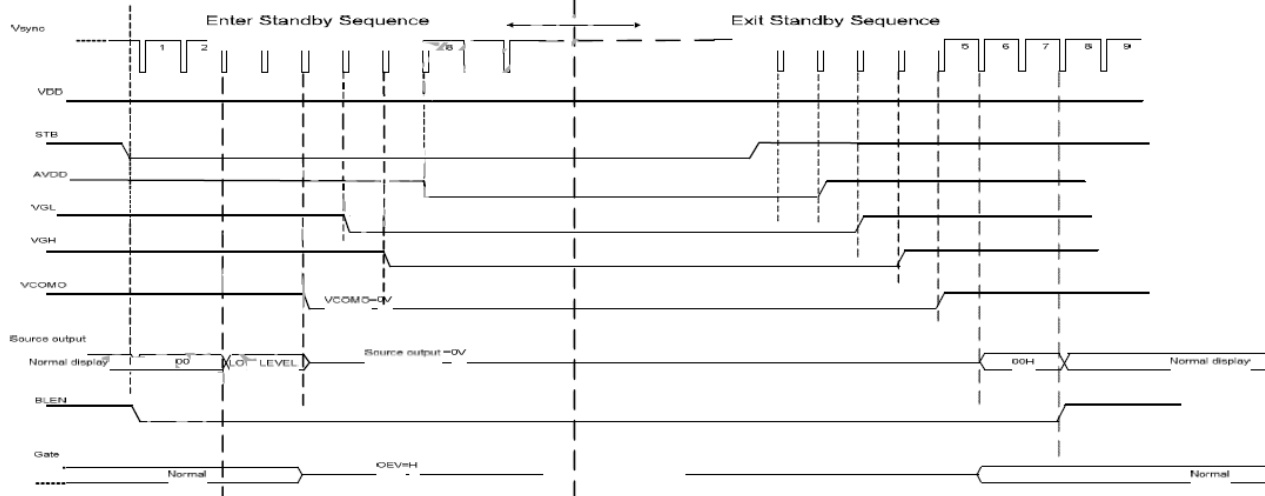 Enter Standby Sequence
Exit Standby Sequence
Vsync
1 2 8 5 6 7 8 9
VDD
STB
AVDD
VGL
VGH
VCOMO
VCOMO=0V
Source output
Normal display
00
LEVEL
Source output =0V
00H
Normal display
BLEN
Gate
Normal
OEV=H
Normal